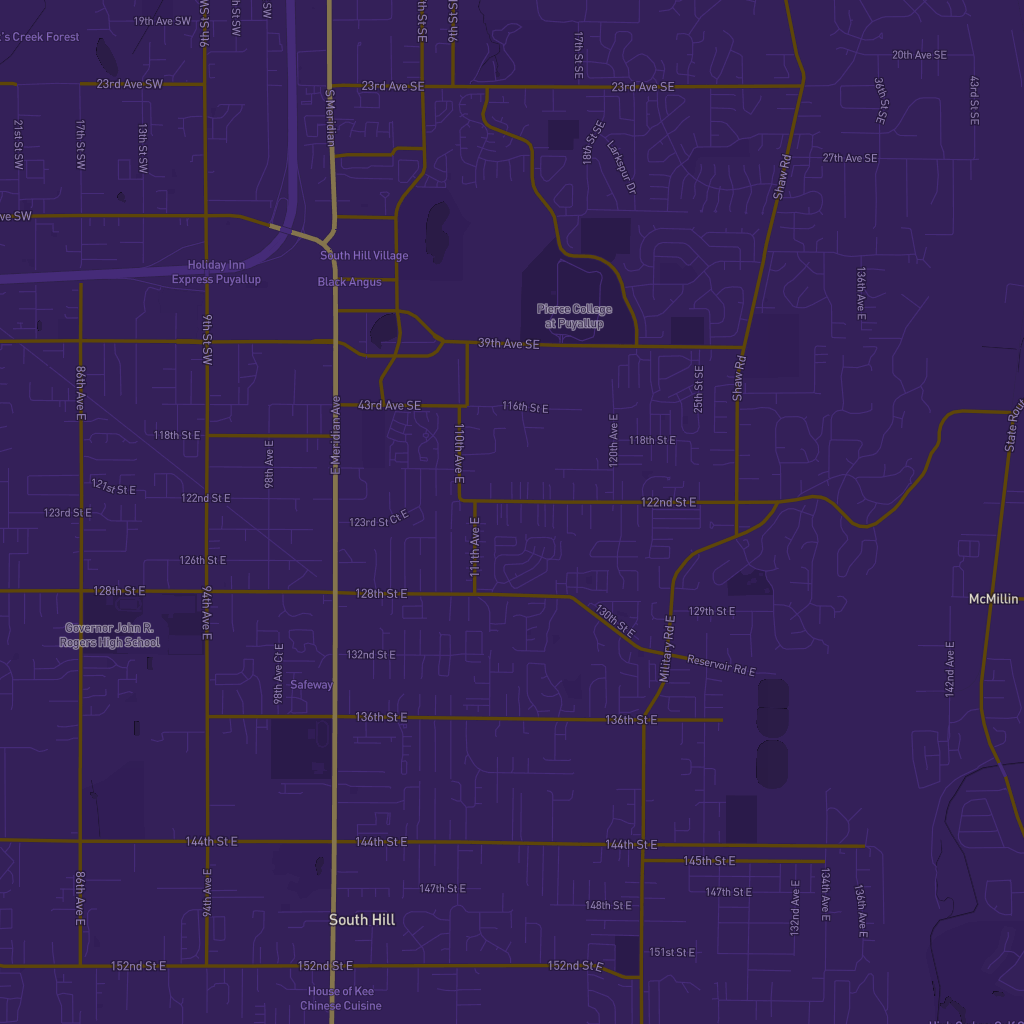 19th Ave SW
9th St SW
9th St SE
17th St SE
20th Ave SE
23rd Ave SW
23rd Ave SE
23rd Ave SE
36th St SE
43rd St SE
21st St SW
17th St SW
13th St SW
S Meridian
18th St SE
Larkspur Dr
Shaw Rd
27th Ave SE
South Hill Village
Holiday Inn
Express Puyallup
Black Angus
136th Ave E
Pierce College
at Puyallup
9th St SW
39th Ave SE
86th Ave E
Shaw Rd
25th St SE
43rd Ave SE
116th St E
E Meridian Ave
118th St E
98th Ave E
110th Ave E
120th Ave E
118th St E
State Rou
121st St E
122nd St E
122nd St E
123rd St E
123rd St Ct E
111th Ave E
126th St E
128th St E
94th Ave E
128th St E
130th St E
129th St E
McMillin
Governor John R.
Rogers High School
132nd St E
98th Ave Ct E
Military Rd E
Reservoir Rd E
142nd Ave E
Safeway
136th St E
136th St E
144th St E
144th St E
144th St E
145th St E
86th Ave E
94th Ave E
147th St E
147th St E
132nd Ave E
134th Ave E
136th Ave E
148th St E
South Hill
151st St E
152nd St E
152nd St E
152nd St E
House of Kee
Chinese Cuisine